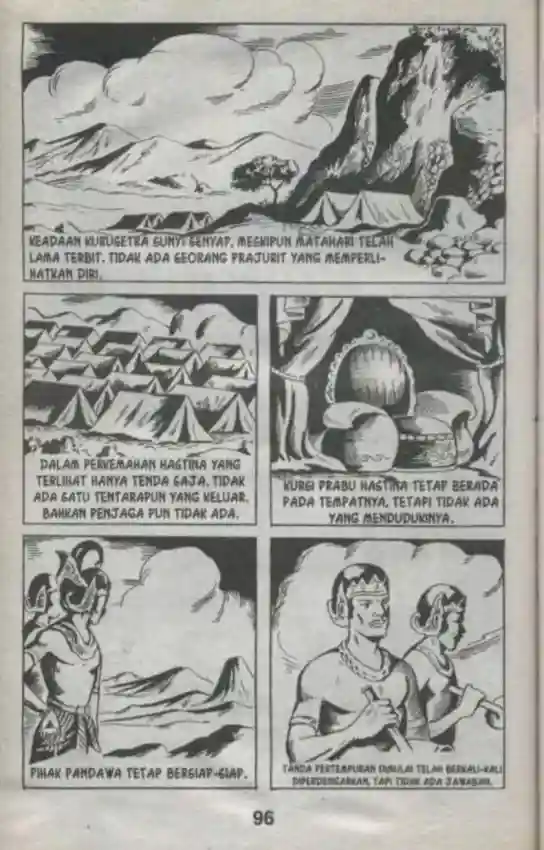 KEADAAN KURUSETRA SUNYI SENYAP, MESKIPUN MATAHARI TELAH
LAMA TERBIT. TIDAK ADA SEORANG PRAJURIT YANG MEMPERLI-
HATKAN DIRI.
DALAM PERKEMAHAN HASTINA YANG
TERLIHAT HANYA TENDA SAJA. TIDAK
ADA SATU TENTARAPUN YANG KELUAR.
BAHKAN PENJAGA PUN TIDAK ADA.
KURSI PRABU HASTINA TETAP BERADA
PADA TEMPATNYA, TETAPI TIDAK ADA
YANG MENDUDUKINYA.
PIHAK PANDAWA TETAP BERSIAP-SIAP.
TANDA PERTEMPURAN DIMULAI TELAH BERKALI-KALI
DIPERDENGARKAN, TAPI TIDAK ADA JAWABAN.
96